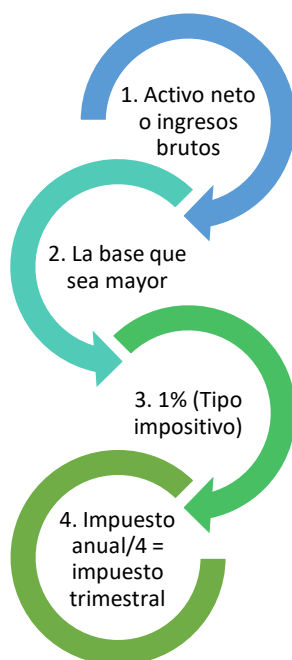 1. Activo neto
o ingresos
brutos
2. La base que
sea mayor
3. 1% (Tipo
impositivo)
4. Impuesto
anual/4 =
impuesto
trimestral